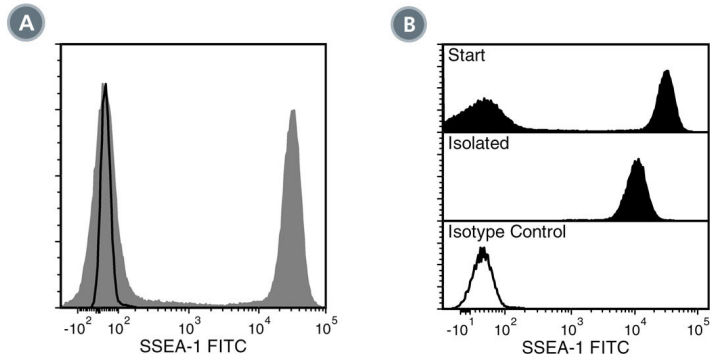 A
-10² 10² 10³ 10⁴ 10⁵
SSEA-1 FITC
B
Start
Isolated
Isotype Control
-10¹ 10² 10³ 10⁴ 10⁵
SSEA-1 FITC